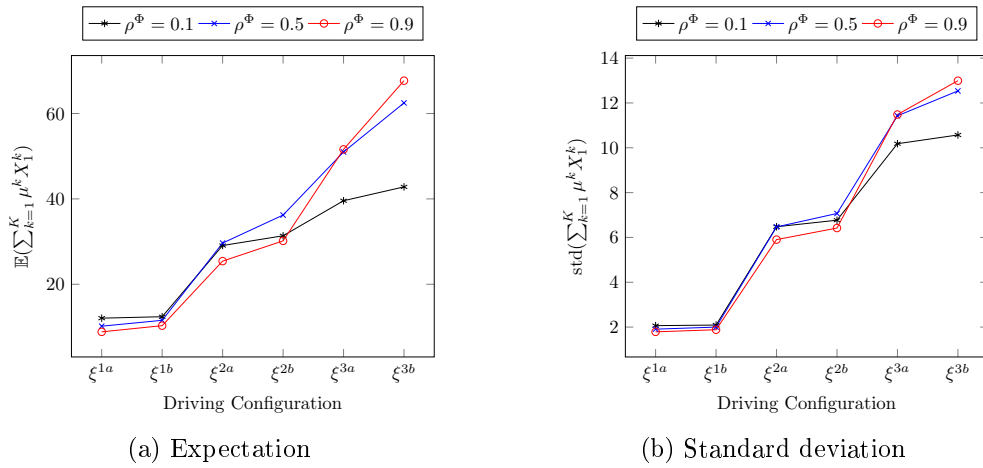 ρ^Φ = 0.1 ρ^Φ = 0.5 ρ^Φ = 0.9
60
40
20
𝔼(∑_{k=1}^{K} μ^k X_1^k)
ξ^{1a} ξ^{1b} ξ^{2a} ξ^{2b} ξ^{3a} ξ^{3b}
Driving Configuration
(a) Expectation
ρ^Φ = 0.1 ρ^Φ = 0.5 ρ^Φ = 0.9
14
12
10
8
6
4
2
std(∑_{k=1}^{K} μ^k X_1^k)
ξ^{1a} ξ^{1b} ξ^{2a} ξ^{2b} ξ^{3a} ξ^{3b}
Driving Configuration
(b) Standard deviation